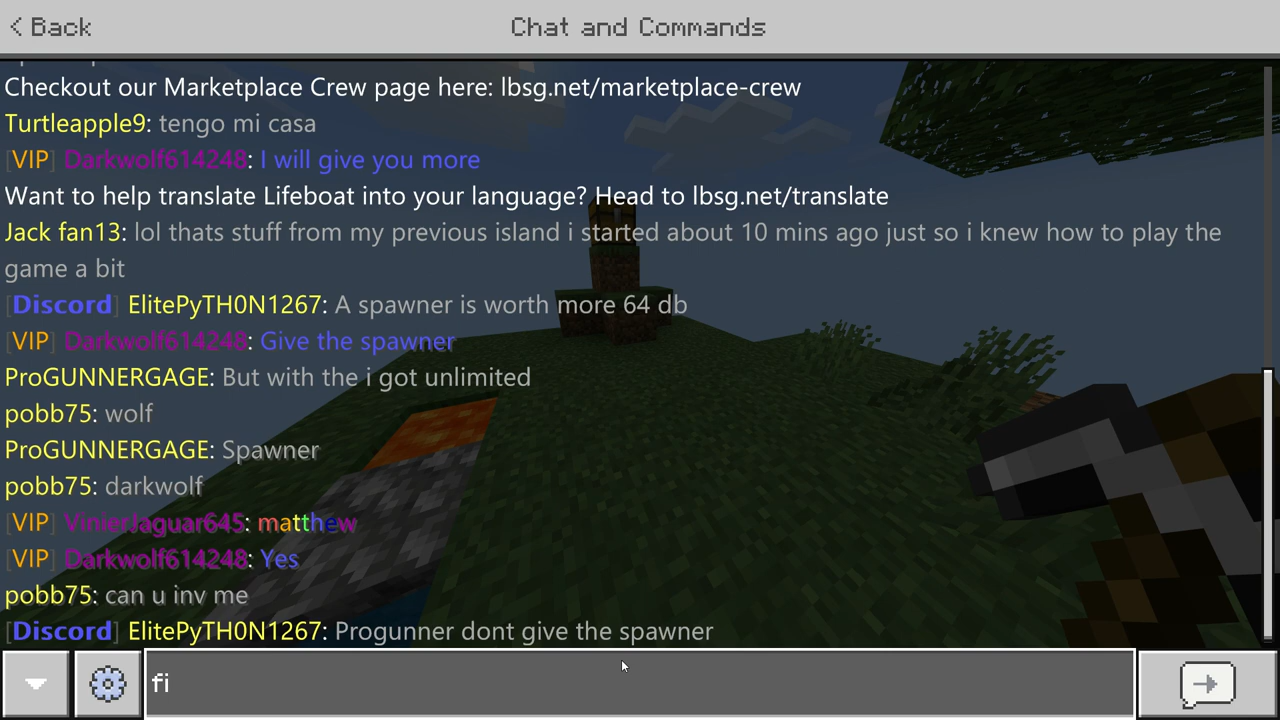 < Back
Chat and Commands
Checkout our Marketplace Crew page here: lbsg.net/marketplace-crew
Turtleapple9: tengo mi casa
[VIP] Darkwolf614248: I will give you more
Want to help translate Lifeboat into your language? Head to lbsg.net/translate
Jack fan13: lol thats stuff from my previous island i started about 10 mins ago just so i knew how to play the
game a bit
[Discord] ElitePyTH0N1267: A spawner is worth more 64 db
[VIP] Darkwolf614248: Give the spawner
ProGUNNERGAGE: But with the i got unlimited
pobb75: wolf
ProGUNNERGAGE: Spawner
pobb75: darkwolf
[VIP] VinierJaguar645: matthew
[VIP] Darkwolf614248: Yes
pobb75: can u inv me
[Discord] ElitePyTH0N1267: Progunner dont give the spawner
fi